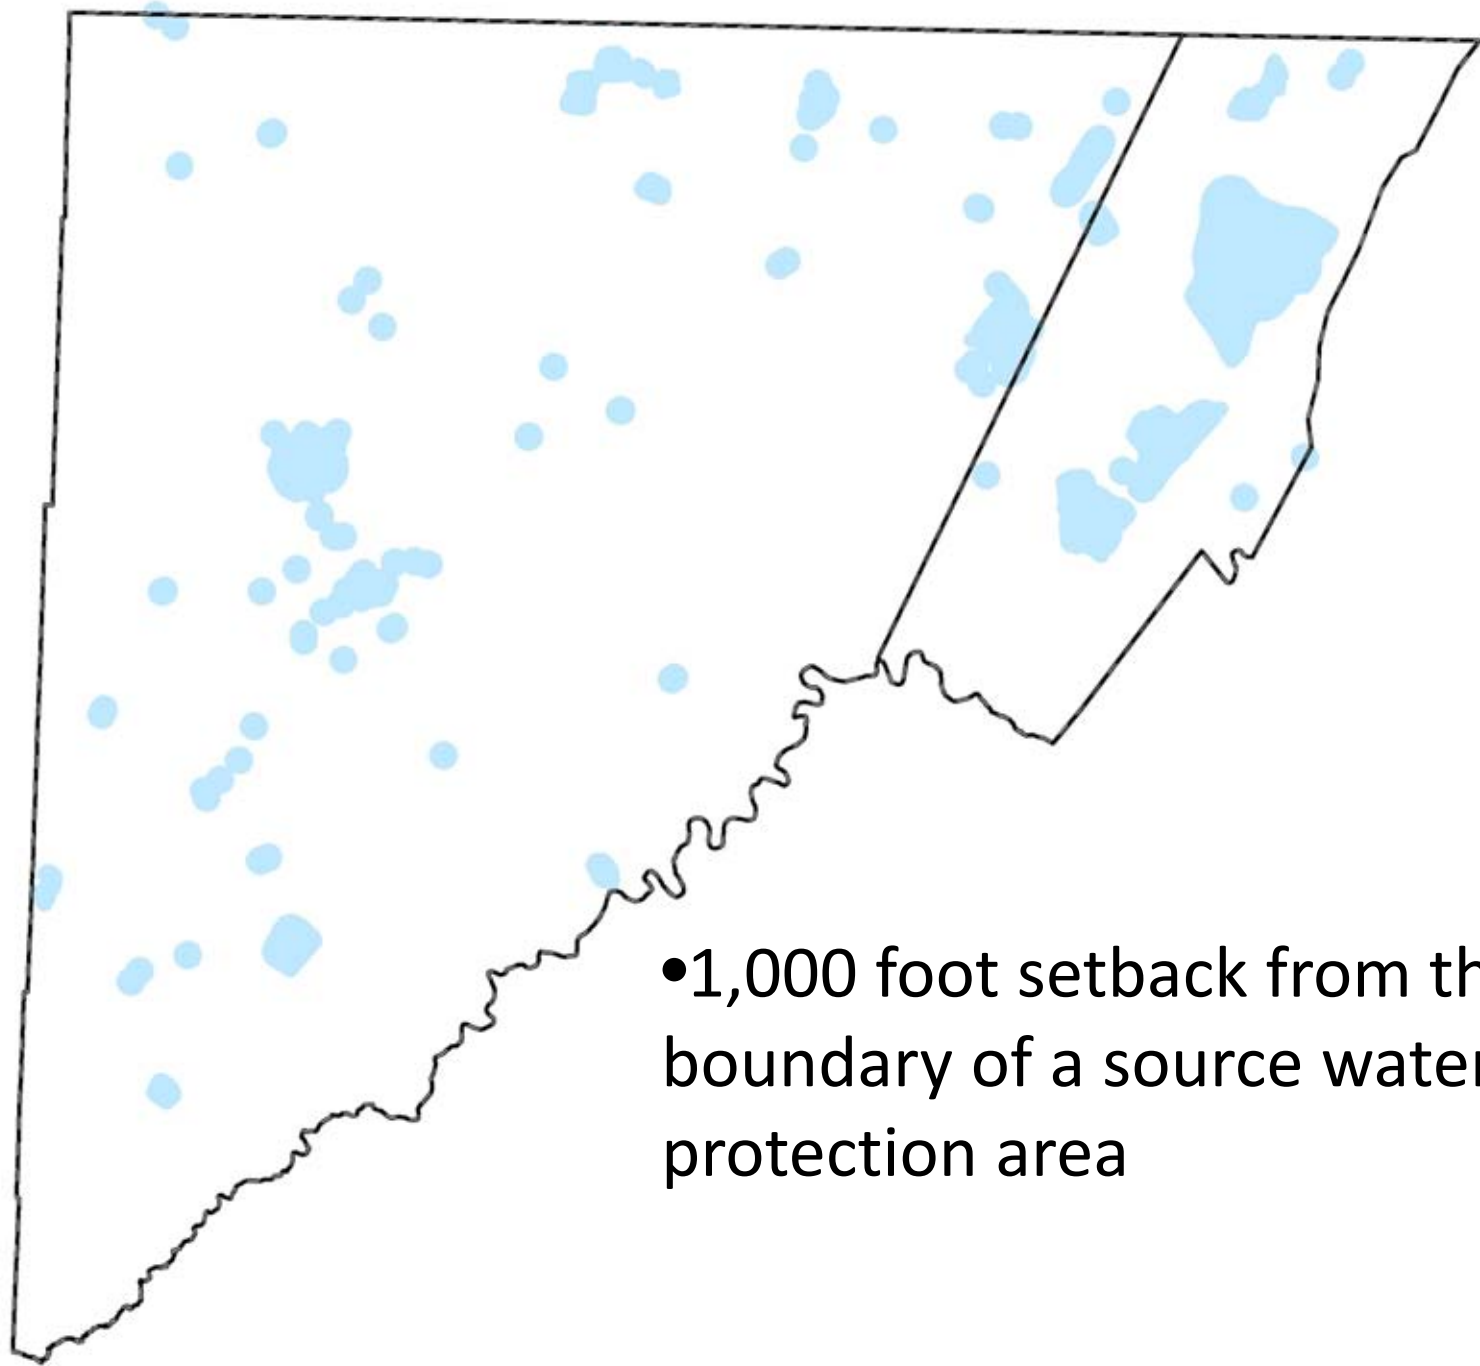 •1,000 foot setback from th
boundary of a source water
protection area